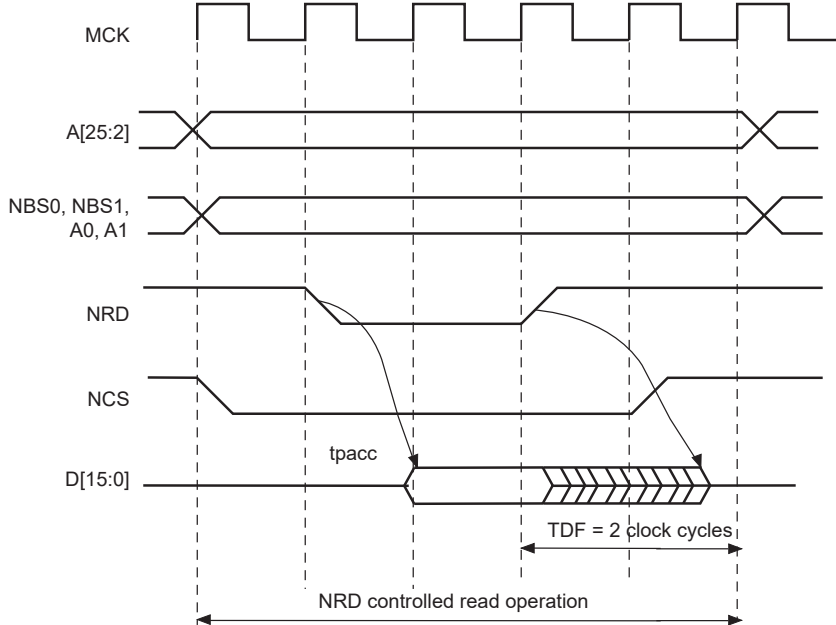 MCK
A[25:2]
NBS0, NBS1,
A0, A1
NRD
NCS
tpacc
D[15:0]
TDF = 2 clock cycles
NRD controlled read operation